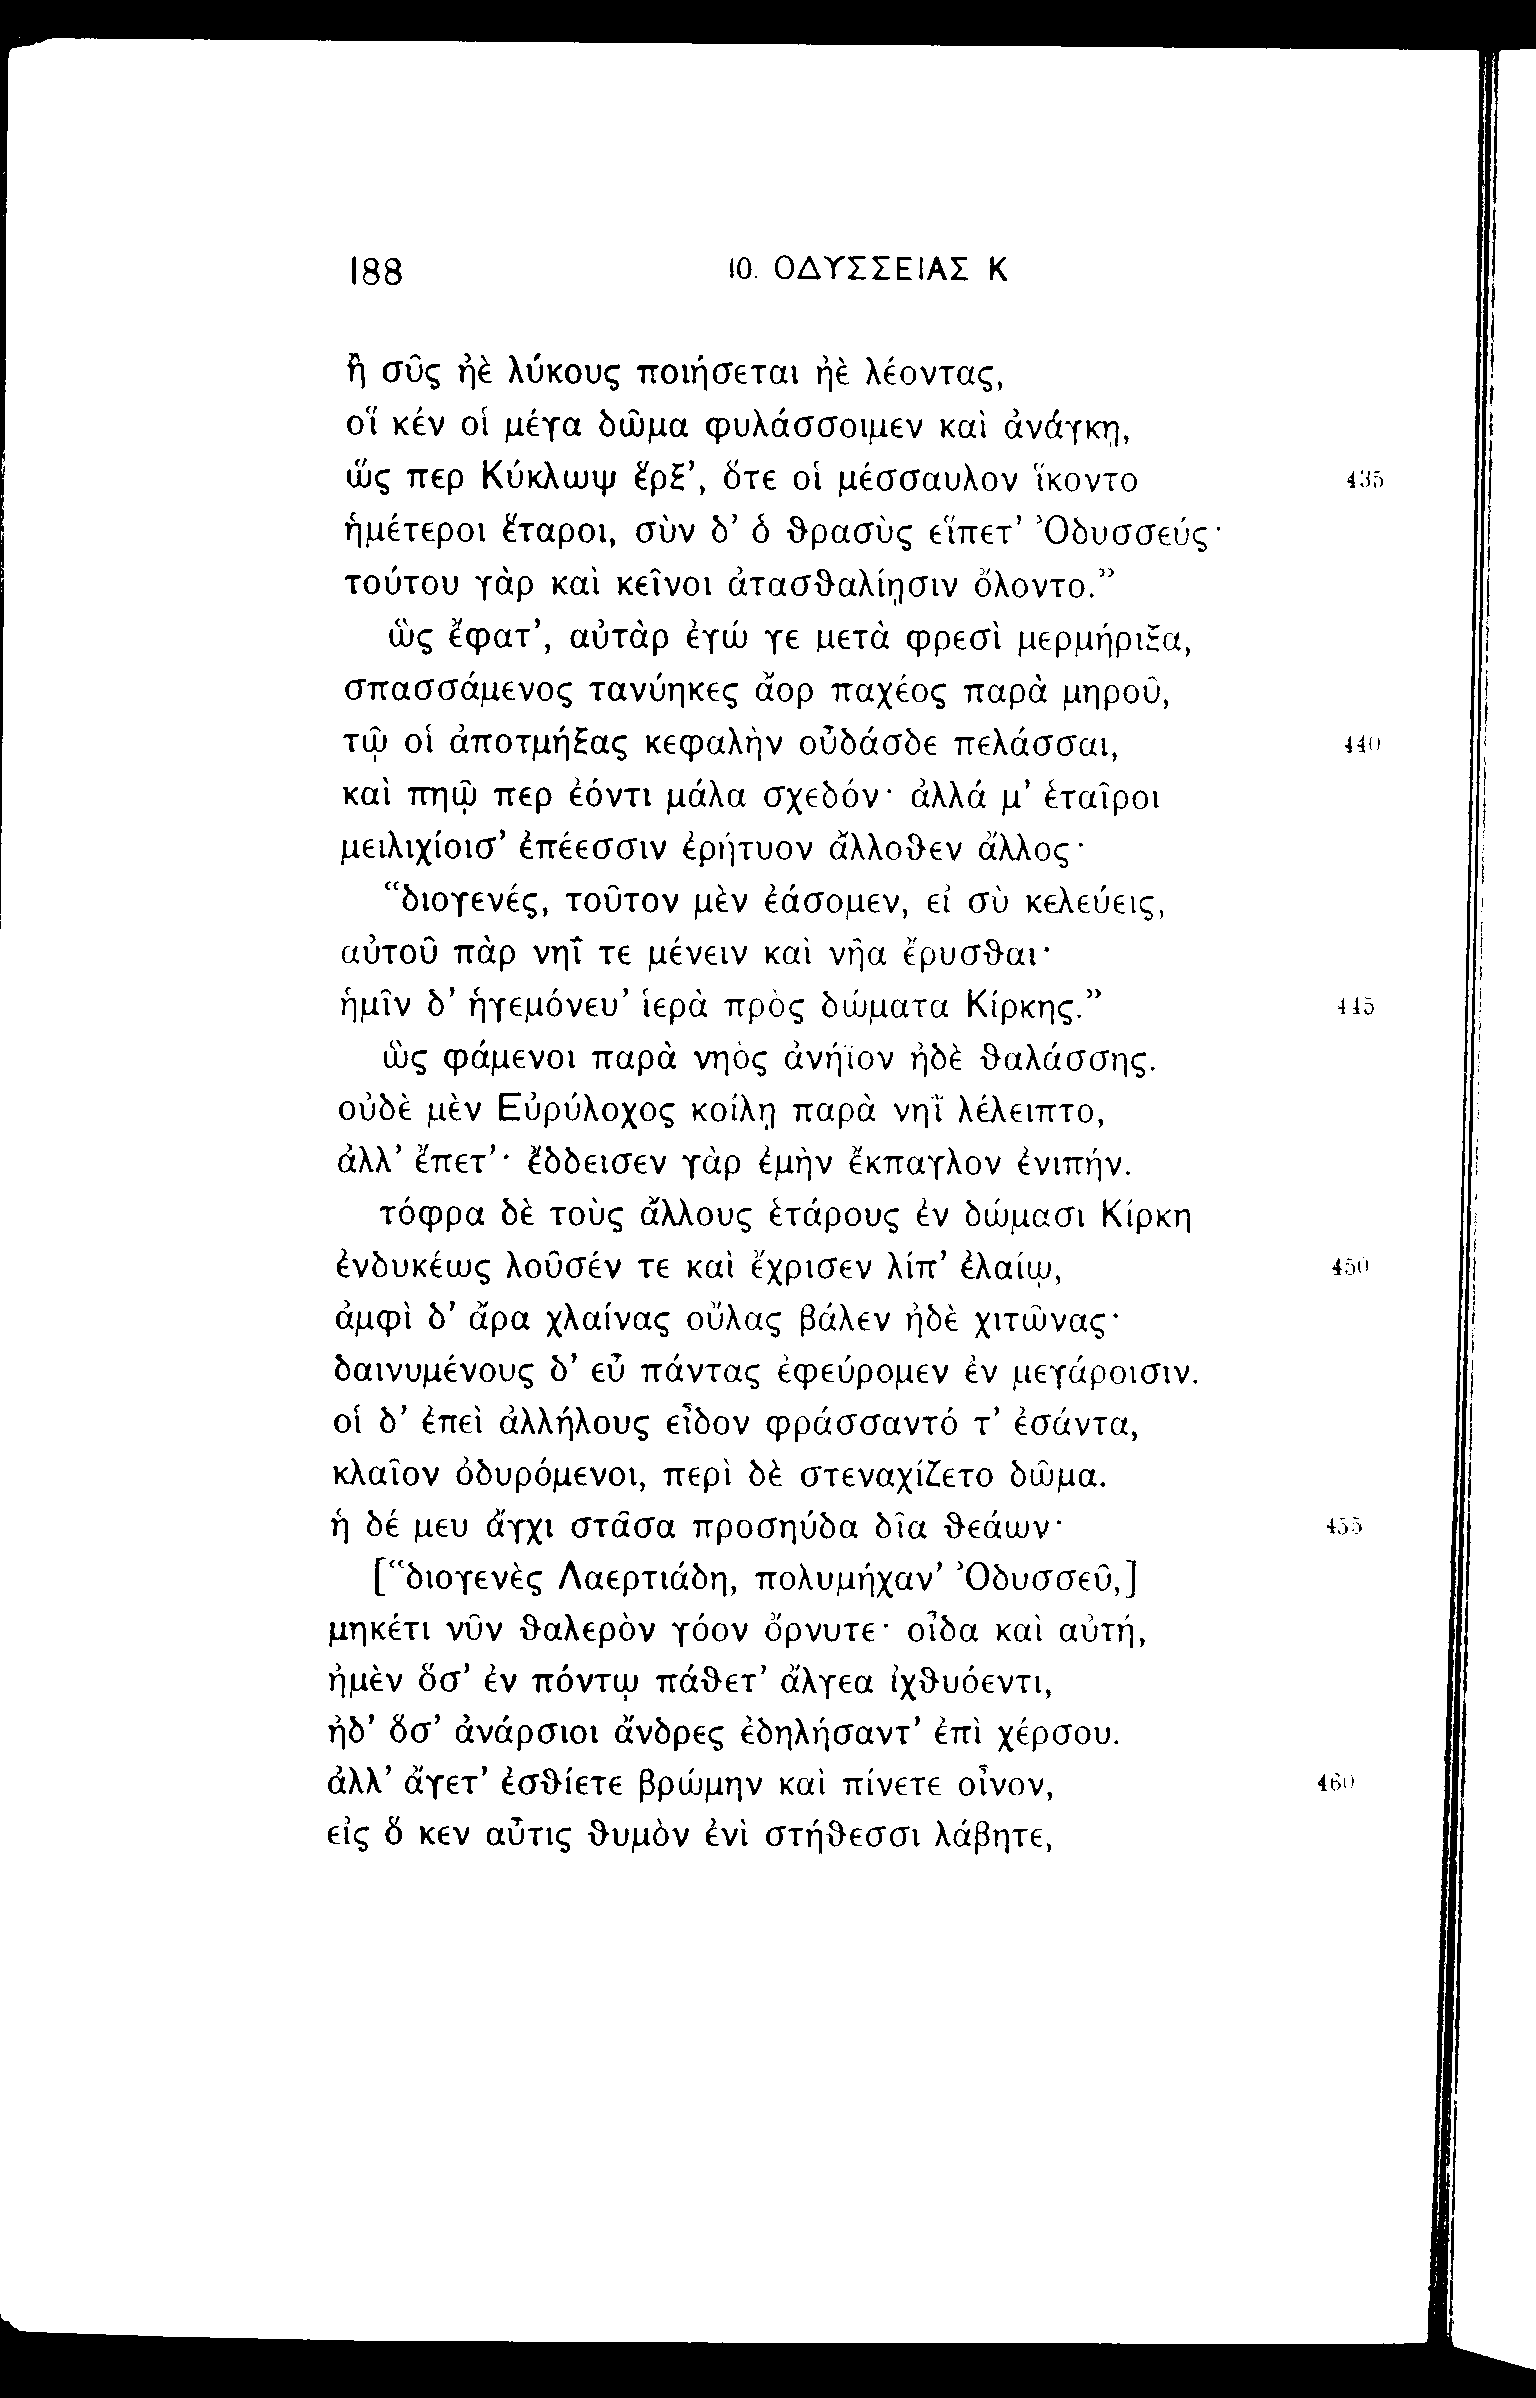 188 10. ΟΔΥΣΣΕΙΑΣ Κ
ἢ σῦς ἠὲ λύκους ποιήσεται ἠὲ λέοντας,
οἵ κέν οἱ μέγα δῶμα φυλάσσοιμεν καὶ ἀνάγκῃ,
ὥς περ Κύκλωψ ἕρξ’, ὅτε οἱ μέσσαυλον ἵκοντο 435
ἡμέτεροι ἕταροι, σὺν δ’ ὁ θρασὺς εἵπετ’ Ὀδυσσεύς·
τούτου γὰρ καὶ κεῖνοι ἀτασθαλίῃσιν ὄλοντο.”
ὣς ἔφατ’, αὐτὰρ ἐγώ γε μετὰ φρεσὶ μερμήριξα,
σπασσάμενος τανύηκες ἄορ παχέος παρὰ μηροῦ,
τῷ οἱ ἀποτμήξας κεφαλὴν οὖδάσδε πελάσσαι, 440
καὶ πηῷ περ ἐόντι μάλα σχεδόν· ἀλλά μ’ ἑταῖροι
μειλιχίοισ’ ἐπέεσσιν ἐρήτυον ἄλλοθεν ἄλλος·
“διογενές, τοῦτον μὲν ἐάσομεν, εἰ σὺ κελεύεις,
αὐτοῦ πὰρ νηΐ τε μένειν καὶ νῆα ἔρυσθαι·
ἡμῖν δ’ ἡγεμόνευ’ ἱερὰ πρὸς δώματα Κίρκης.” 445
ὣς φάμενοι παρὰ νηὸς ἀνήϊον ἠδὲ θαλάσσης.
οὐδὲ μὲν Εὐρύλοχος κοίλῃ παρὰ νηῒ λέλειπτο,
ἀλλ’ ἕπετ’· ἔδδεισεν γὰρ ἐμὴν ἔκπαγλον ἐνιπήν.
τόφρα δὲ τοὺς ἄλλους ἑτάρους ἐν δώμασι Κίρκη
ἐνδυκέως λοῦσέν τε καὶ ἔχρισεν λίπ’ ἐλαίῳ, 450
ἀμφὶ δ’ ἄρα χλαίνας οὔλας βάλεν ἠδὲ χιτῶνας·
δαινυμένους δ’ εὖ πάντας ἐφεύρομεν ἐν μεγάροισιν.
οἱ δ’ ἐπεὶ ἀλλήλους εἶδον φράσσαντό τ’ ἐσάντα,
κλαῖον ὀδυρόμενοι, περὶ δὲ στεναχίζετο δῶμα.
ἡ δέ μευ ἄγχι στᾶσα προσηύδα δῖα θεάων· 455
[“διογενὲς Λαερτιάδη, πολυμήχαν’ Ὀδυσσεῦ,]
μηκέτι νῦν θαλερὸν γόον ὄρνυτε· οἶδα καὶ αὐτή,
ἠμὲν ὅσ’ ἐν πόντῳ πάθετ’ ἄλγεα ἰχθυόεντι,
ἠδ’ ὅσ’ ἀνάρσιοι ἄνδρες ἐδηλήσαντ’ ἐπὶ χέρσου.
ἀλλ’ ἄγετ’ ἐσθίετε βρώμην καὶ πίνετε οἶνον, 460
εἰς ὅ κεν αὖτις θυμὸν ἐνὶ στήθεσσι λάβητε,